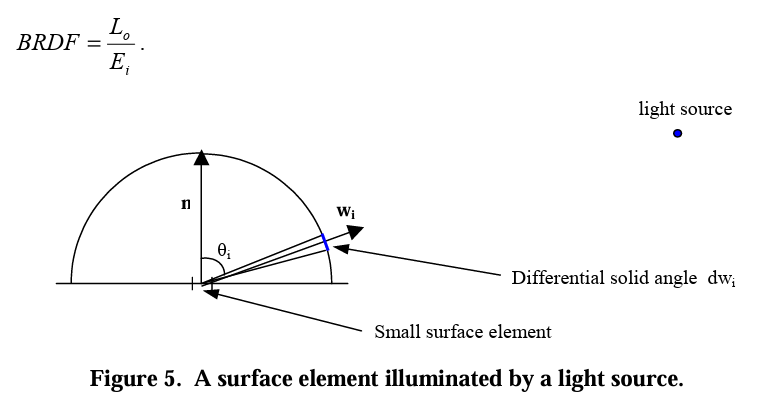 BRDF = L_o / E_i .
light source
n
w_i
θ_i
Differential solid angle dw_i
Small surface element
Figure 5. A surface element illuminated by a light source.